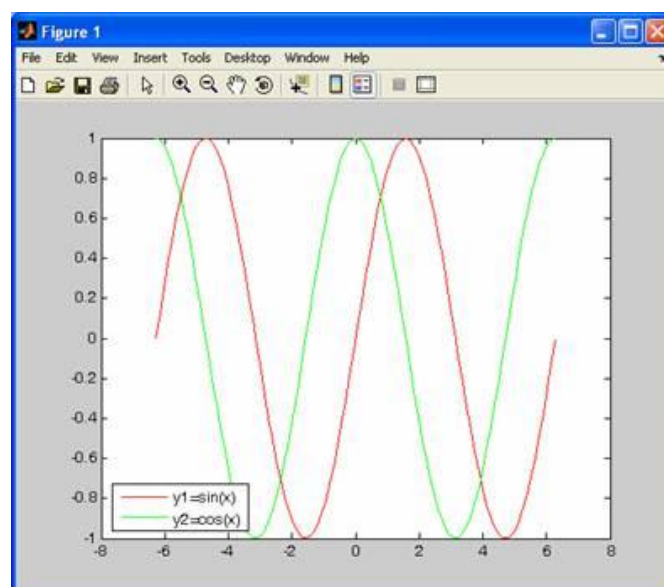 Figure 1
File Edit View Insert Tools Desktop Window Help
1
0.8
0.6
0.4
0.2
0
-0.2
-0.4
-0.6
-0.8
-1
y1=sin(x)
y2=cos(x)
-8 -6 -4 -2 0 2 4 6 8